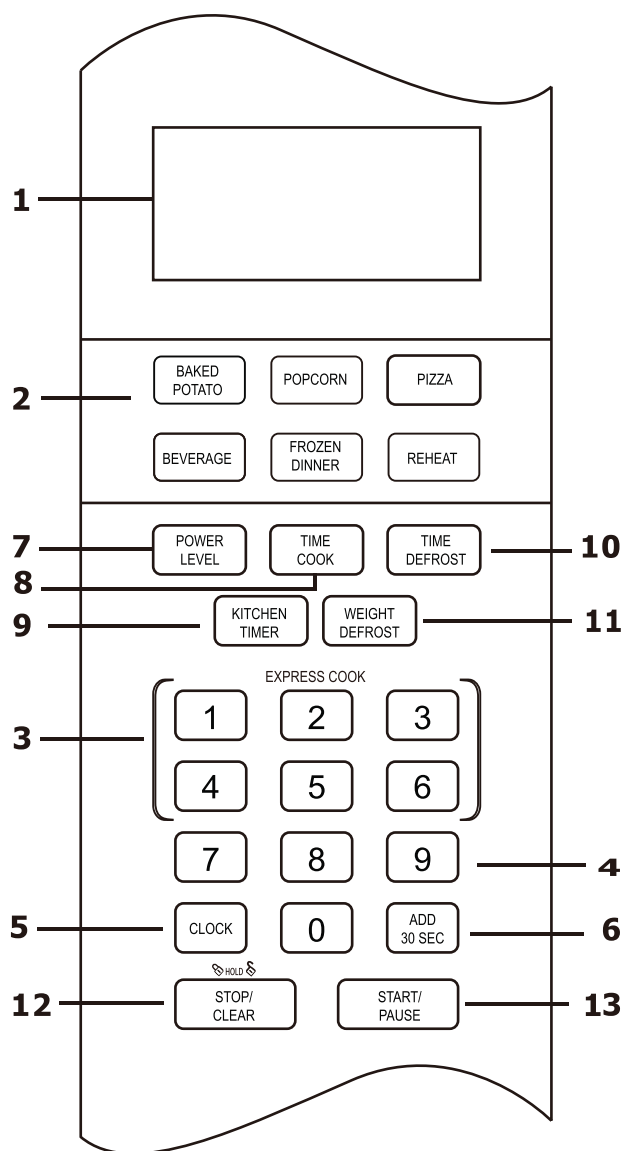 1
BAKED
POTATO
POPCORN
PIZZA
2
BEVERAGE
FROZEN
DINNER
REHEAT
7
POWER
LEVEL
TIME
COOK
TIME
DEFROST
10
8
9
KITCHEN
TIMER
WEIGHT
DEFROST
11
EXPRESS COOK
3
1
2
3
4
5
6
7
8
9
4
5
CLOCK
0
ADD
30 SEC
6
HOLD
12
STOP/
CLEAR
START/
PAUSE
13